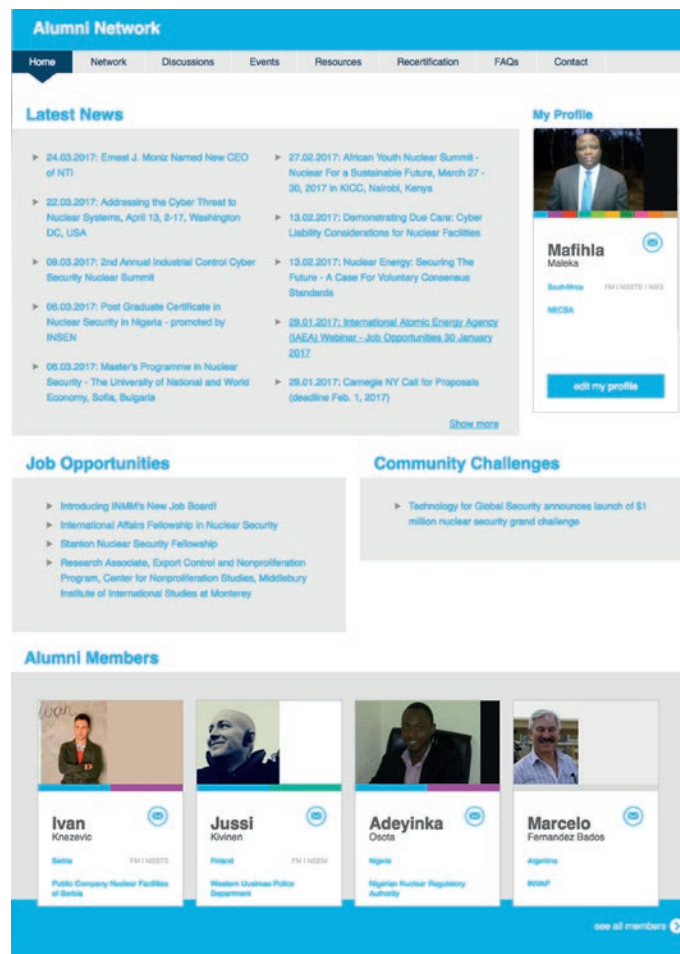 Alumni Network
Home Network Discussions Events Resources Recertification FAQs Contact
Latest News
24.03.2017: Ernest J. Moniz Named New CEO
of NTI
22.03.2017: Addressing the Cyber Threat to
Nuclear Systems, April 13, 2-17, Washington
DC, USA
09.03.2017: 2nd Annual Industrial Control Cyber
Security Nuclear Summit
06.03.2017: Post Graduate Certificate in
Nuclear Security in Nigeria - promoted by
INSEN
06.03.2017: Master's Programme in Nuclear
Security - The University of National and World
Economy, Sofia, Bulgaria
27.02.2017: African Youth Nuclear Summit -
Nuclear For a Sustainable Future, March 27 -
30, 2017 in KICC, Nairobi, Kenya
13.02.2017: Demonstrating Due Care: Cyber
Liability Considerations for Nuclear Facilities
13.02.2017: Nuclear Energy: Securing The
Future - A Case For Voluntary Consensus
Standards
29.01.2017: International Atomic Energy Agency
(IAEA) Webinar - Job Opportunities 30 January
2017
29.01.2017: Carnegie NY Call for Proposals
(deadline Feb. 1, 2017)
Show more
My Profile
Mafihla
Maleka
South Africa FM I NSSTE I NSG
NECSA
edit my profile
Job Opportunities
Introducing INMM's New Job Board!
International Affairs Fellowship in Nuclear Security
Stanton Nuclear Security Fellowship
Research Associate, Export Control and Nonproliferation
Program, Center for Nonproliferation Studies, Middlebury
Institute of International Studies at Monterey
Community Challenges
Technology for Global Security announces launch of $1
million nuclear security grand challenge
Alumni Members
Ivan
Knezevic
Serbia FM I NSSTE
Public Company Nuclear Facilities
of Serbia
Jussi
Kivinen
Finland FM I NSEM
Western Uusimaa Police
Department
Adeyinka
Osota
Nigeria
Nigerian Nuclear Regulatory
Authority
Marcelo
Fernandez Bados
Argentina
INVAP
see all members